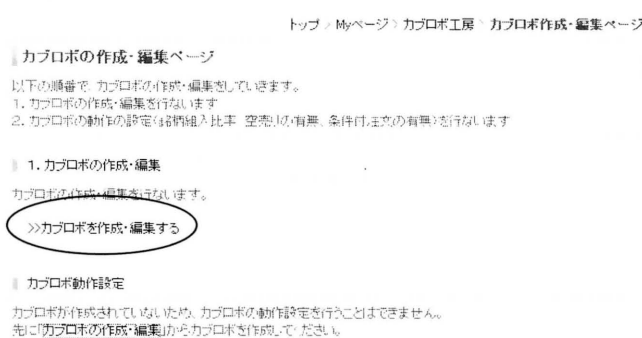 トップ > Myページ > カブロボ工房 > カブロボ作成・編集ページ
カブロボの作成・編集ページ
以下の順番で、カブロボの作成・編集をしていきます。
1. カブロボの作成・編集を行ないます
2. カブロボの動作の設定(銘柄組入比率、空売りの有無、条件付注文の有無)を行ないます
1. カブロボの作成・編集
カブロボの作成・編集を行ないます。
>>カブロボを作成・編集する
カブロボ動作設定
カブロボが作成されていないため、カブロボの動作設定を行うことはできません。
先に「カブロボの作成・編集」からカブロボを作成してください。